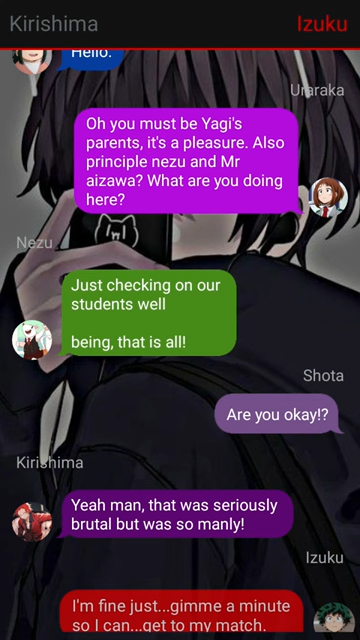 Kirishima
Izuku
Hello.
Uraraka
Oh you must be Yagi's
parents, it's a pleasure. Also
principle nezu and Mr
aizawa? What are you doing
here?
Nezu
Just checking on our
students well
being, that is all!
Shota
Are you okay!?
Kirishima
Yeah man, that was seriously
brutal but was so manly!
Izuku
I'm fine just...gimme a minute
so I can...get to my match.